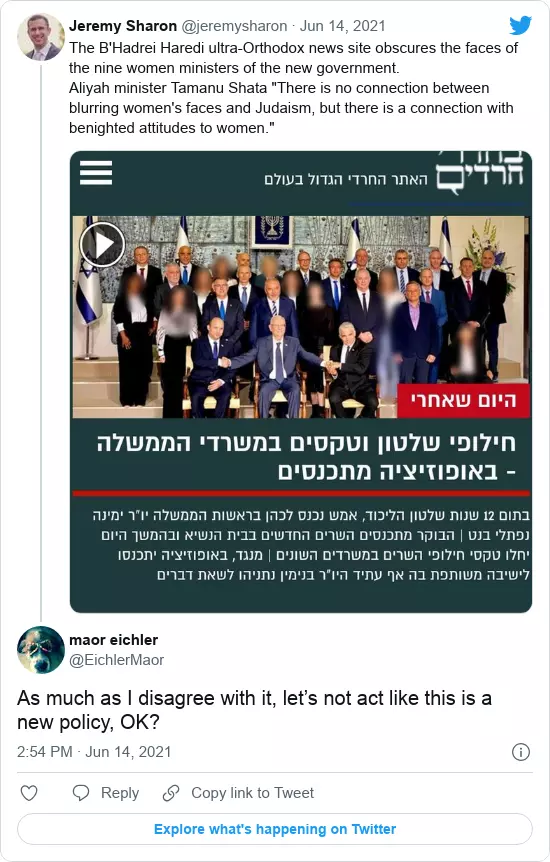 Jeremy Sharon @jeremysharon · Jun 14, 2021
The B'Hadrei Haredi ultra-Orthodox news site obscures the faces of
the nine women ministers of the new government.
Aliyah minister Tamanu Shata "There is no connection between
blurring women's faces and Judaism, but there is a connection with
benighted attitudes to women."
חרדים
האתר החרדי הגדול בעולם
היום שאחרי
חילופי שלטון וטקסים במשרדי הממשלה
- באופוזיציה מתכנסים
בתום 12 שנות שלטון הליכוד, אמש נכנס לכהן בראשות הממשלה יו"ר ימינה
נפתלי בנט | הבוקר מתכנסים השרים החדשים בבית הנשיא ובהמשך היום
יחלו טקסי חילופי השרים במשרדים השונים | מנגד, באופוזיציה יתכנסו
לישיבה משותפת בה אף עתיד היו"ר בנימין נתניהו לשאת דברים
maor eichler
@EichlerMaor
As much as I disagree with it, let’s not act like this is a
new policy, OK?
2:54 PM · Jun 14, 2021
Reply
Copy link to Tweet
Explore what's happening on Twitter